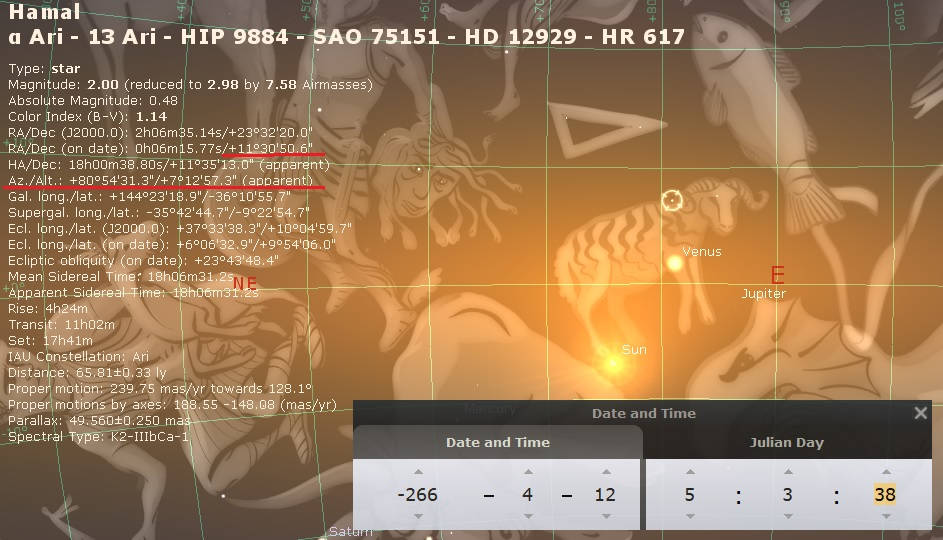 Hamal
α Ari - 13 Ari - HIP 9884 - SAO 75151 - HD 12929 - HR 617
Type: star
Magnitude: 2.00 (reduced to 2.98 by 7.58 Airmasses)
Absolute Magnitude: 0.48
Color Index (B-V): 1.14
RA/Dec (J2000.0): 2h06m35.14s/+23°32'20.0"
RA/Dec (on date): 0h06m15.77s/+11°30'50.6"
HA/Dec: 18h00m38.80s/+11°35'13.0" (apparent)
Az./Alt.: +80°54'31.3"/+7°12'57.3" (apparent)
Gal. long./lat.: +144°23'18.9"/-36°10'55.7"
Supergal. long./lat.: -35°42'44.7"/-9°22'54.7"
Ecl. long./lat. (J2000.0): +37°33'38.3"/+10°04'59.7"
Ecl. long./lat. (on date): +6°06'32.9"/+9°54'06.0"
Ecliptic obliquity (on date): +23°43'48.4"
Mean Sidereal Time: 18h06m31.2s
Apparent Sidereal Time: 18h06m31.2s
Rise: 4h24m
Transit: 11h02m
Set: 17h41m
IAU Constellation: Ari
Distance: 65.81±0.33 ly
Proper motion: 239.75 mas/yr towards 128.1°
Proper motions by axes: 188.55 -148.08 (mas/yr)
Parallax: 49.560±0.250 mas
Spectral Type: K2-IIIbCa-1
+50°
+60°
+70°
+80°
+90°
+100°
Venus
NE
E
Jupiter
Sun
Mercury
Saturn
Date and Time
Date and Time
Julian Day
-266 - 4 - 12
5 : 3 : 38